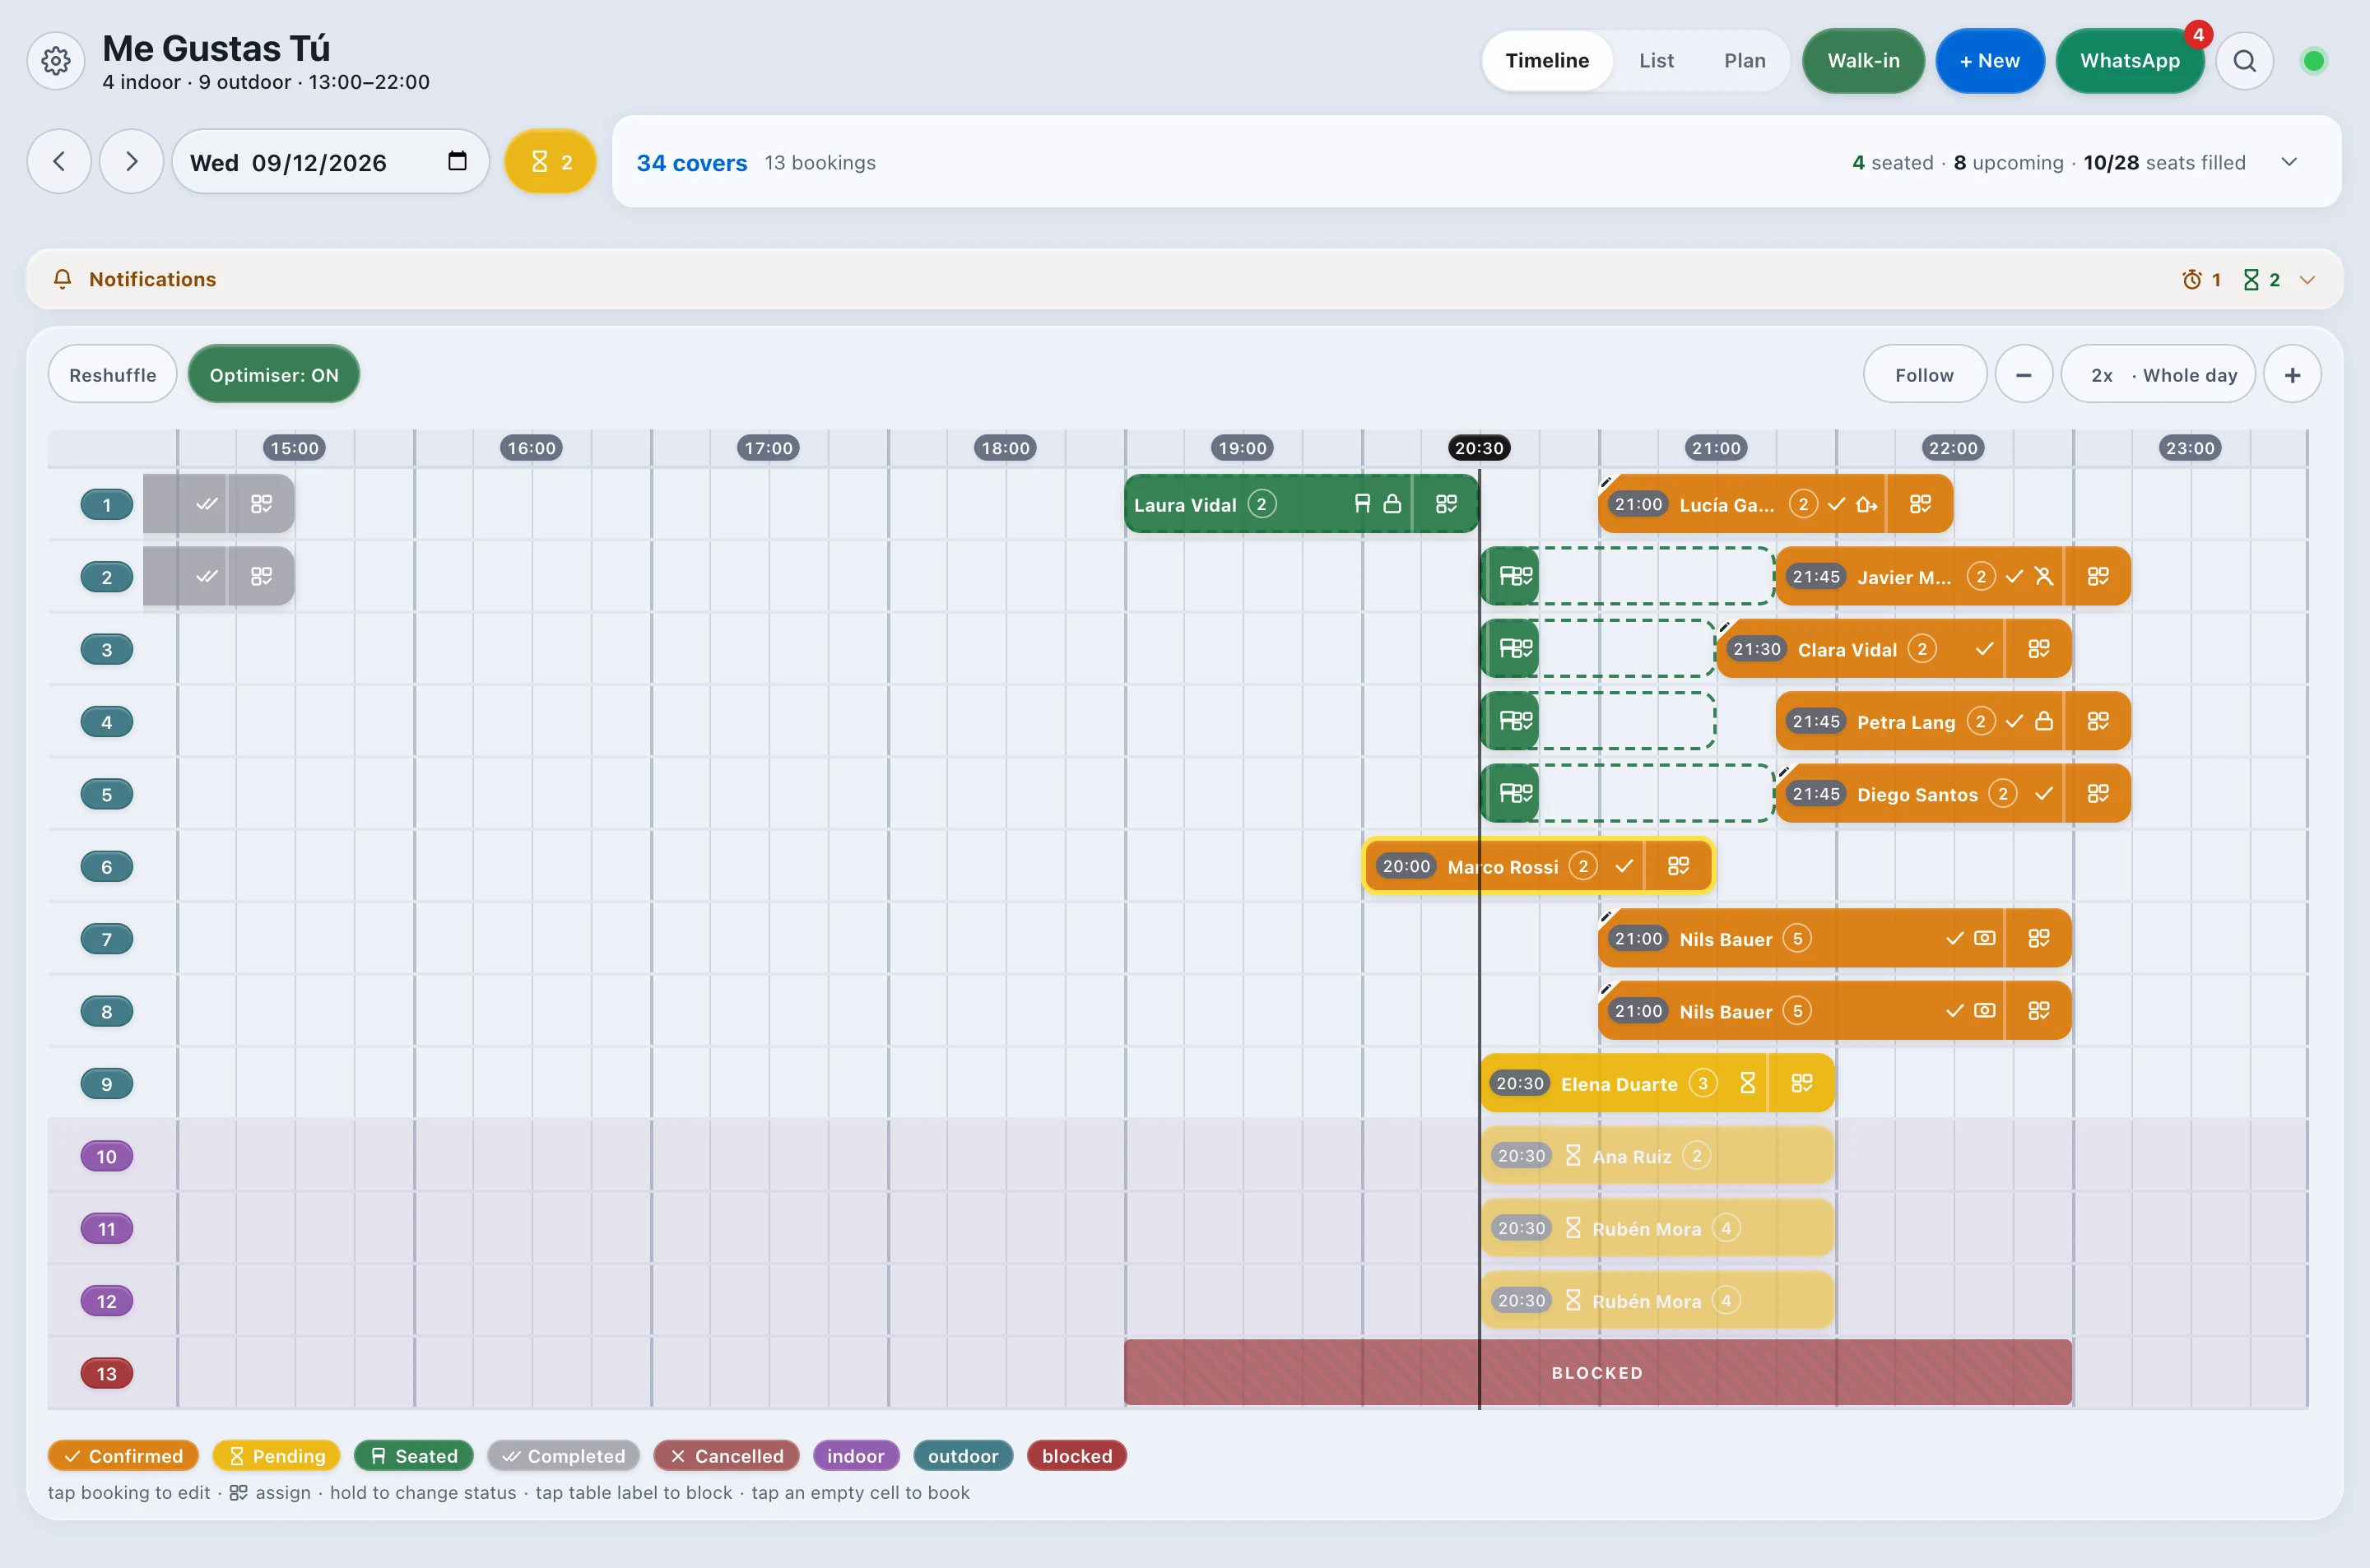 Me Gustas Tú
4 indoor · 9 outdoor · 13:00–22:00
Timeline List Plan Walk-in + New WhatsApp 4
Wed 09/12/2026 2
34 covers 13 bookings 4 seated · 8 upcoming · 10/28 seats filled
Notifications 1 2
Reshuffle Optimiser: ON Follow − 2x · Whole day +
15:00 16:00 17:00 18:00 19:00 20:30 21:00 22:00 23:00
1 Laura Vidal 2 21:00 Lucía Ga... 2
2 21:45 Javier M... 2
3 21:30 Clara Vidal 2
4 21:45 Petra Lang 2
5 21:45 Diego Santos 2
6 20:00 Marco Rossi 2
7 21:00 Nils Bauer 5
8 21:00 Nils Bauer 5
9 20:30 Elena Duarte 3
10 20:30 Ana Ruiz 2
11 20:30 Rubén Mora 4
12 20:30 Rubén Mora 4
13 BLOCKED
Confirmed Pending Seated Completed Cancelled indoor outdoor blocked
tap booking to edit · assign · hold to change status · tap table label to block · tap an empty cell to book